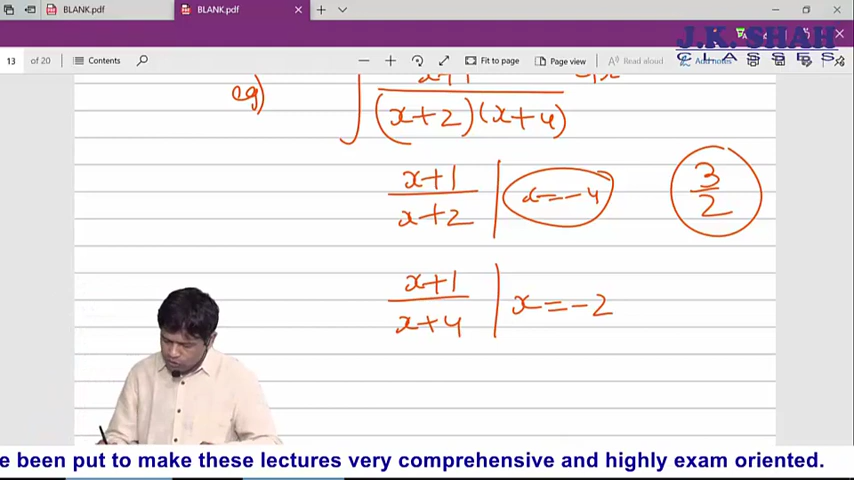 BLANK.pdf
BLANK.pdf
J.K. SHAH
CLASSES
13 of 20
Contents
Fit to page
Page view
Read aloud
Add notes
eg)
∫ x+1 / (x+2)(x+4) dx
x+1 / x+2 | x=-4
3/2
x+1 / x+4 | x=-2
e been put to make these lectures very comprehensive and highly exam oriented.